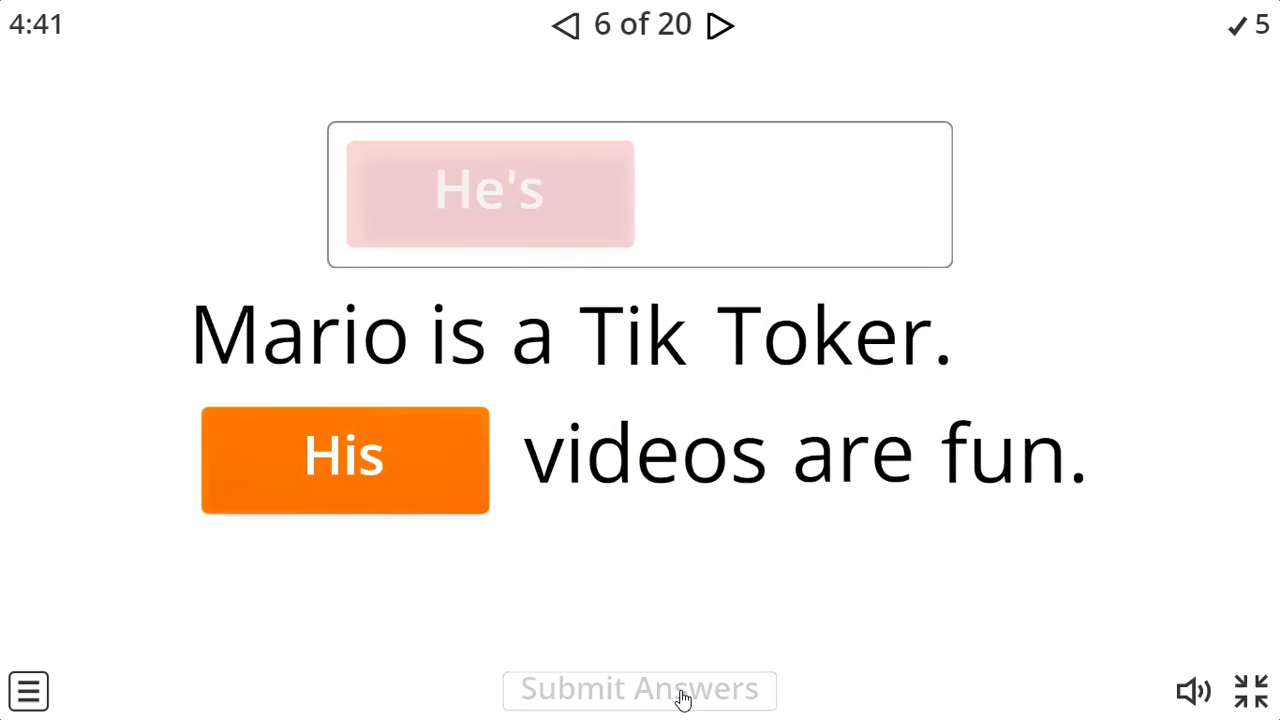 4:41
6 of 20
5
He's
Mario is a Tik Toker.
His videos are fun.
Submit Answers